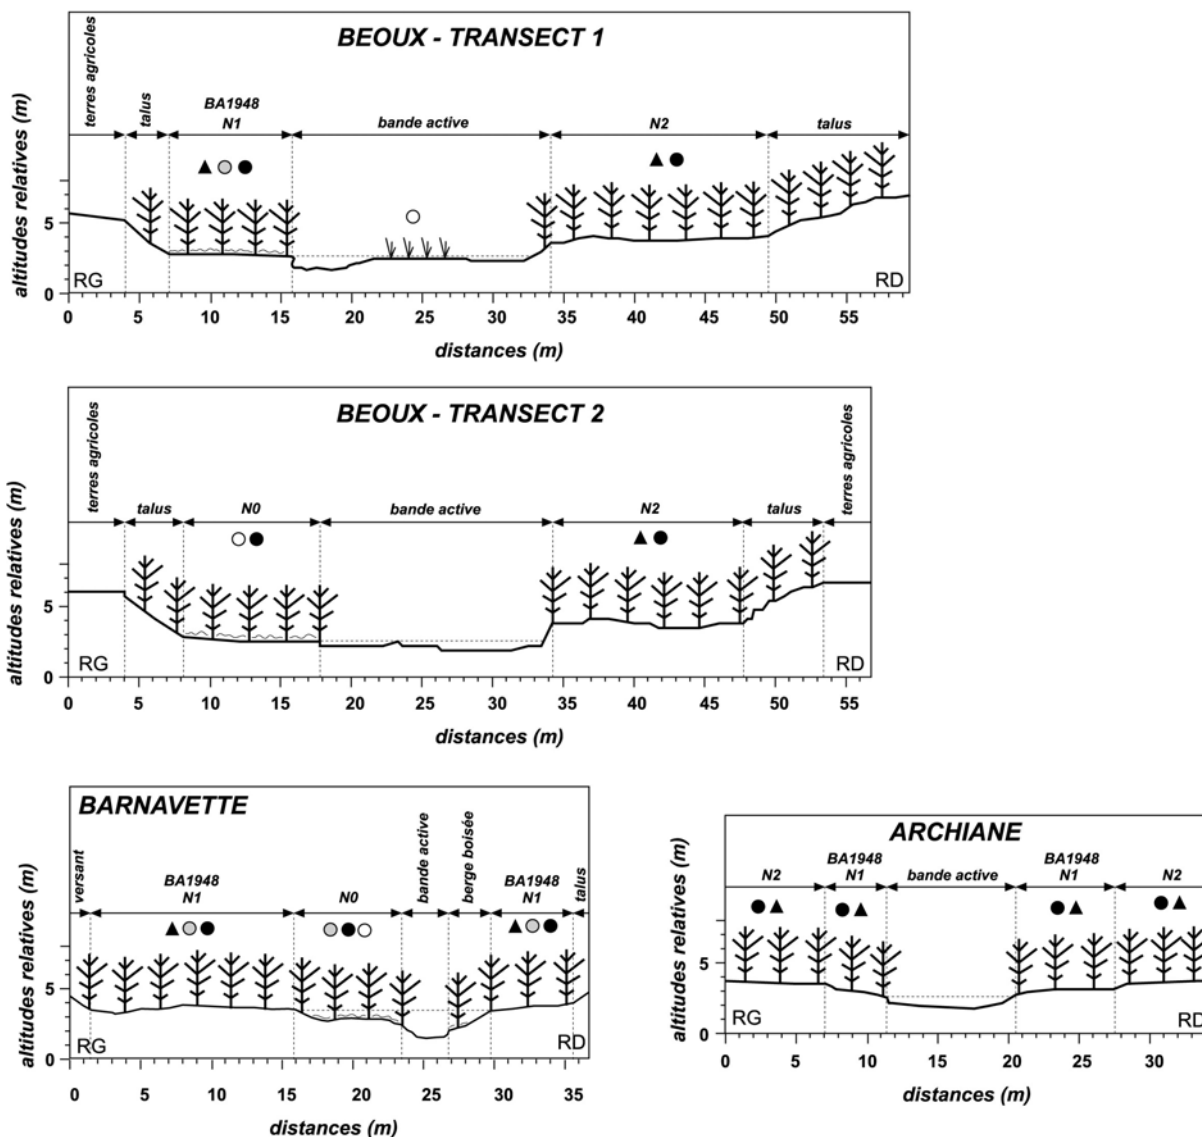 BEOUX - TRANSECT 1
terres agricoles
talus
BA1948
N1
bande active
N2
talus
altitudes relatives (m)
5
0
RG
RD
0 5 10 15 20 25 30 35 40 45 50 55
distances (m)
BEOUX - TRANSECT 2
terres agricoles
talus
N0
bande active
N2
talus
terres agricoles
altitudes relatives (m)
5
0
RG
RD
0 5 10 15 20 25 30 35 40 45 50 55
distances (m)
BARNAVETTE
versant
BA1948
N1
N0
bande active
berge boisée
BA1948
N1
talus
altitudes relatives (m)
5
0
RG
RD
0 5 10 15 20 25 30 35
distances (m)
ARCHIANE
N2
BA1948
N1
bande active
BA1948
N1
N2
altitudes relatives (m)
5
0
RG
RD
0 5 10 15 20 25 30
distances (m)